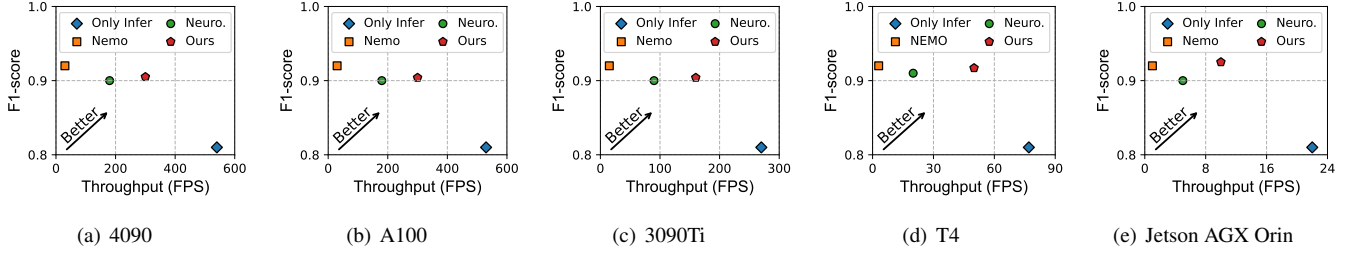 1.0
0.9
0.8
F1-score
Only Infer
Neuro.
Nemo
Ours
Better
0
200
400
600
Throughput (FPS)
(a) 4090
1.0
0.9
0.8
F1-score
Only Infer
Neuro.
Nemo
Ours
Better
0
200
400
600
Throughput (FPS)
(b) A100
1.0
0.9
0.8
F1-score
Only Infer
Neuro.
Nemo
Ours
Better
0
100
200
300
Throughput (FPS)
(c) 3090Ti
1.0
0.9
0.8
F1-score
Only Infer
Neuro.
NEMO
Ours
Better
0
30
60
90
Throughput (FPS)
(d) T4
1.0
0.9
0.8
F1-score
Only Infer
Neuro.
Nemo
Ours
Better
0
8
16
24
Throughput (FPS)
(e) Jetson AGX Orin